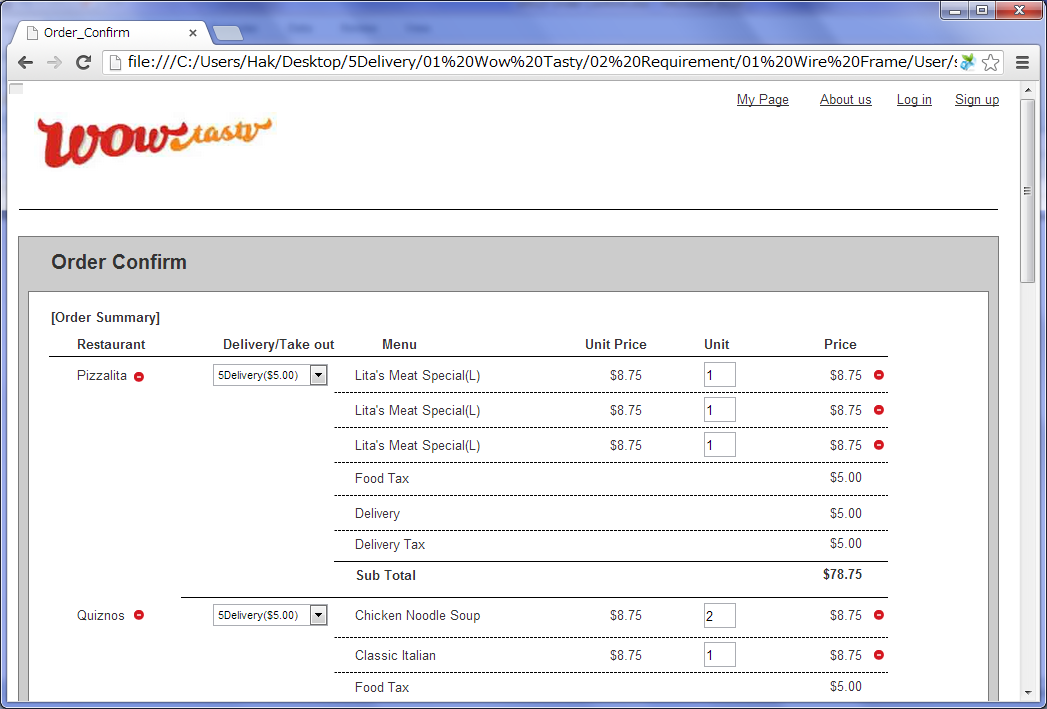 Order_Confirm
file:///C:/Users/Hak/Desktop/5Delivery/01%20Wow%20Tasty/02%20Requirement/01%20Wire%20Frame/User/
My Page About us Log in Sign up
wow tasty
Order Confirm
[Order Summary]
Restaurant Delivery/Take out Menu Unit Price Unit Price
Pizzalita 5Delivery($5.00) Lita's Meat Special(L) $8.75 1 $8.75
Lita's Meat Special(L) $8.75 1 $8.75
Lita's Meat Special(L) $8.75 1 $8.75
Food Tax $5.00
Delivery $5.00
Delivery Tax $5.00
Sub Total $78.75
Quiznos 5Delivery($5.00) Chicken Noodle Soup $8.75 2 $8.75
Classic Italian $8.75 1 $8.75
Food Tax $5.00